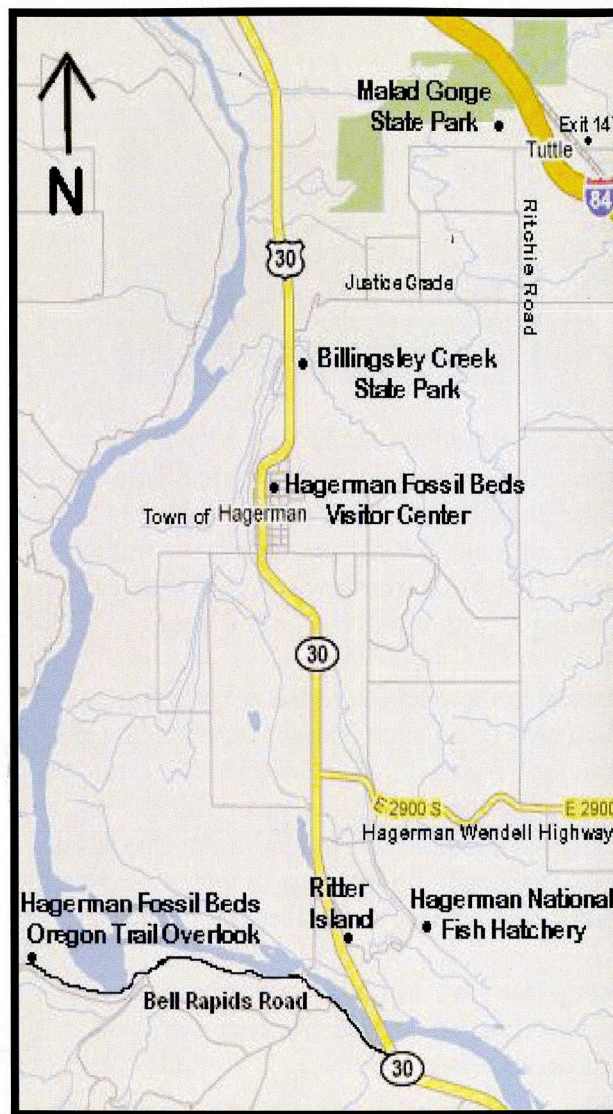 Malad Gorge
State Park
Exit 147
Tuttle
84
N
Ritchie Road
30
Justice Grade
Billingsley Creek
State Park
Hagerman Fossil Beds
Visitor Center
Town of Hagerman
30
E 2900 S
E 2900
Hagerman Wendell Highway
Ritter
Island
Hagerman National
Fish Hatchery
Hagerman Fossil Beds
Oregon Trail Overlook
Bell Rapids Road
30